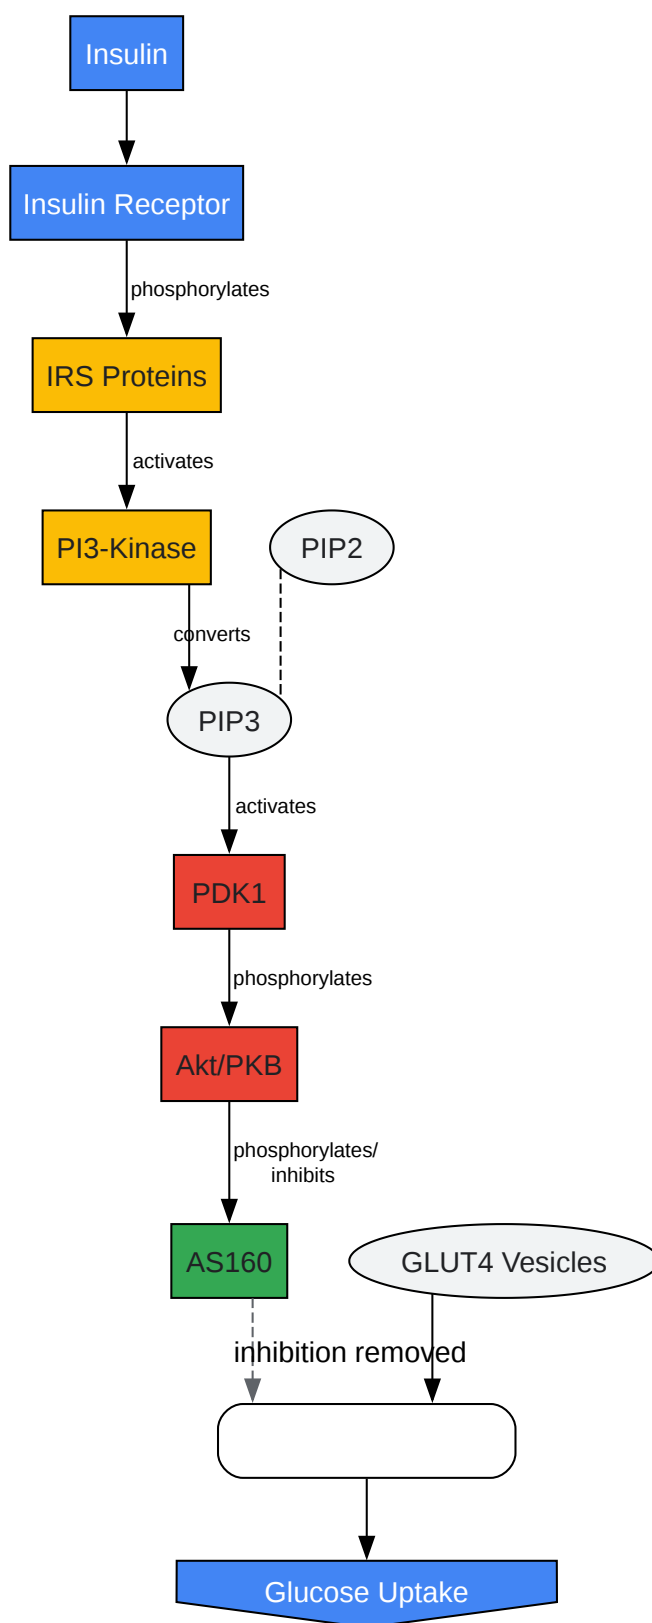 Insulin
Insulin Receptor
phosphorylates
IRS Proteins
activates
PI3-Kinase
PIP2
converts
PIP3
activates
PDK1
phosphorylates
Akt/PKB
phosphorylates/
inhibits
AS160
GLUT4 Vesicles
inhibition removed
Glucose Uptake